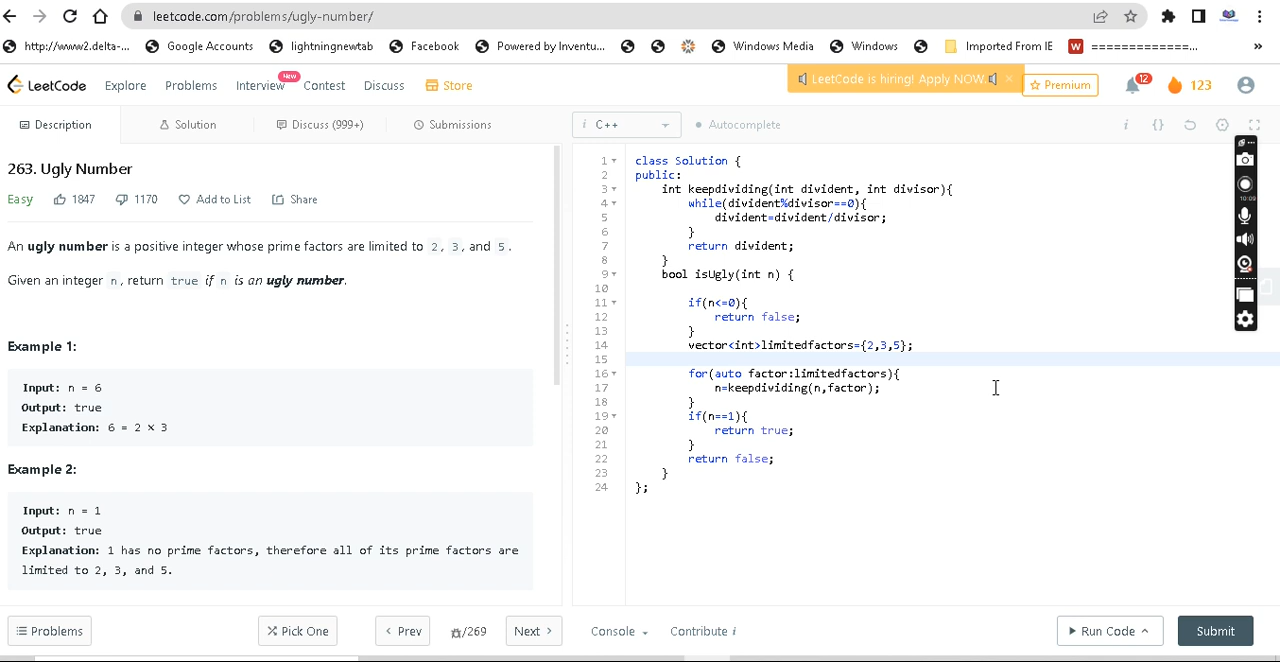 leetcode.com/problems/ugly-number/
http://www2.delta-... Google Accounts lightningnewtab Facebook Powered by Inventu... Windows Media Windows Imported From IE W =============... »
LeetCode Explore Problems Interview New Contest Discuss Store LeetCode is hiring! Apply NOW × Premium 12 123
Description Solution Discuss (999+) Submissions i C++ Autocomplete i {}
263. Ugly Number
Easy 1847 1170 Add to List Share
An ugly number is a positive integer whose prime factors are limited to 2, 3, and 5.
Given an integer n, return true if n is an ugly number.
Example 1:
Input: n = 6
Output: true
Explanation: 6 = 2 × 3
Example 2:
Input: n = 1
Output: true
Explanation: 1 has no prime factors, therefore all of its prime factors are
limited to 2, 3, and 5.
1 class Solution {
2 public:
3 int keepdividing(int divident, int divisor){
4 while(divident%divisor==0){
5 divident=divident/divisor;
6 }
7 return divident;
8 }
9 bool isUgly(int n) {
10
11 if(n<=0){
12 return false;
13 }
14 vector<int>limitedfactors={2,3,5};
15
16 for(auto factor:limitedfactors){
17 n=keepdividing(n,factor);
18 }
19 if(n==1){
20 return true;
21 }
22 return false;
23 }
24 };
10:09
Problems Pick One Prev /269 Next Console Contribute i Run Code Submit